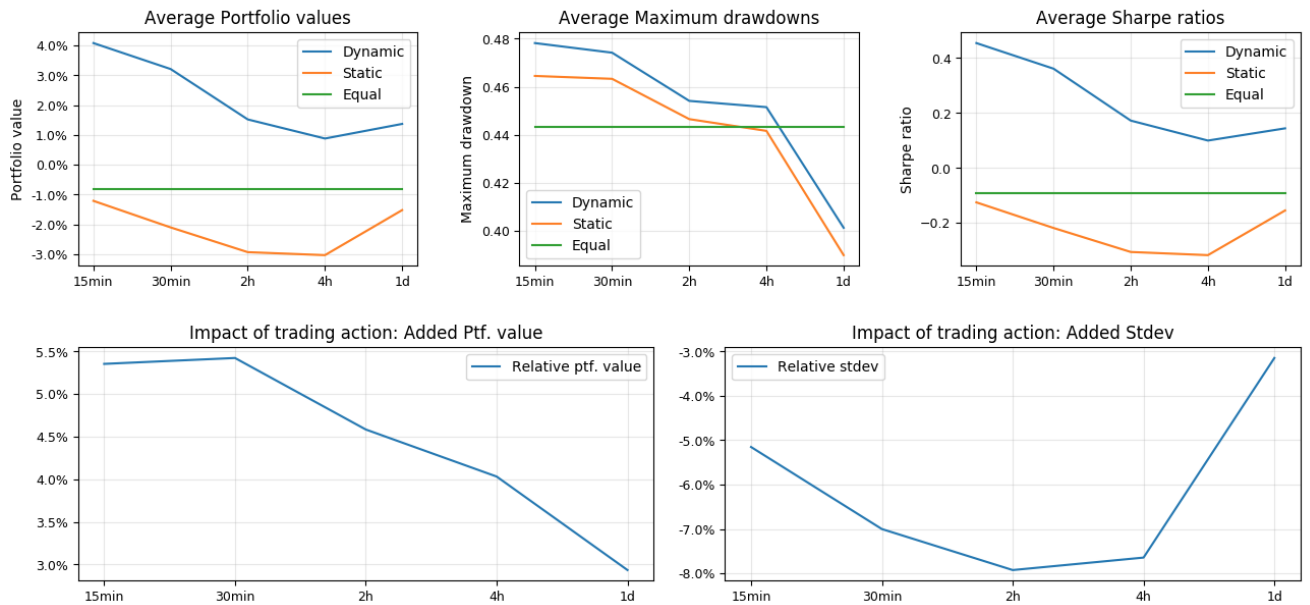 Average Portfolio values
Portfolio value
4.0%
3.0%
2.0%
1.0%
0.0%
-1.0%
-2.0%
-3.0%
Dynamic
Static
Equal
15min 30min 2h 4h 1d
Average Maximum drawdowns
Maximum drawdown
0.48
0.46
0.44
0.42
0.40
Dynamic
Static
Equal
15min 30min 2h 4h 1d
Average Sharpe ratios
Sharpe ratio
0.4
0.2
0.0
−0.2
Dynamic
Static
Equal
15min 30min 2h 4h 1d
Impact of trading action: Added Ptf. value
5.5%
5.0%
4.5%
4.0%
3.5%
3.0%
Relative ptf. value
15min 30min 2h 4h 1d
Impact of trading action: Added Stdev
-3.0%
-4.0%
-5.0%
-6.0%
-7.0%
-8.0%
Relative stdev
15min 30min 2h 4h 1d